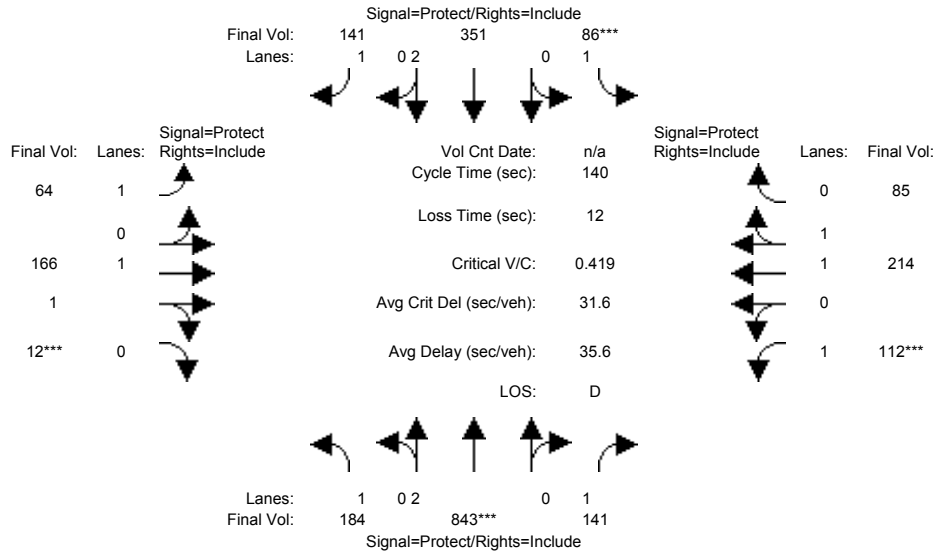 Signal=Protect/Rights=Include
Final Vol: 141 351 86***
Lanes: 1 0 2 0 1
Signal=Protect Signal=Protect
Final Vol: Lanes: Rights=Include Vol Cnt Date: n/a Rights=Include Lanes: Final Vol:
Cycle Time (sec): 140
64 1 0 85
Loss Time (sec): 12
0 1
166 1 Critical V/C: 0.419 1 214
1 Avg Crit Del (sec/veh): 31.6 0
12*** 0 Avg Delay (sec/veh): 35.6 1 112***
LOS: D
Lanes: 1 0 2 0 1
Final Vol: 184 843*** 141
Signal=Protect/Rights=Include